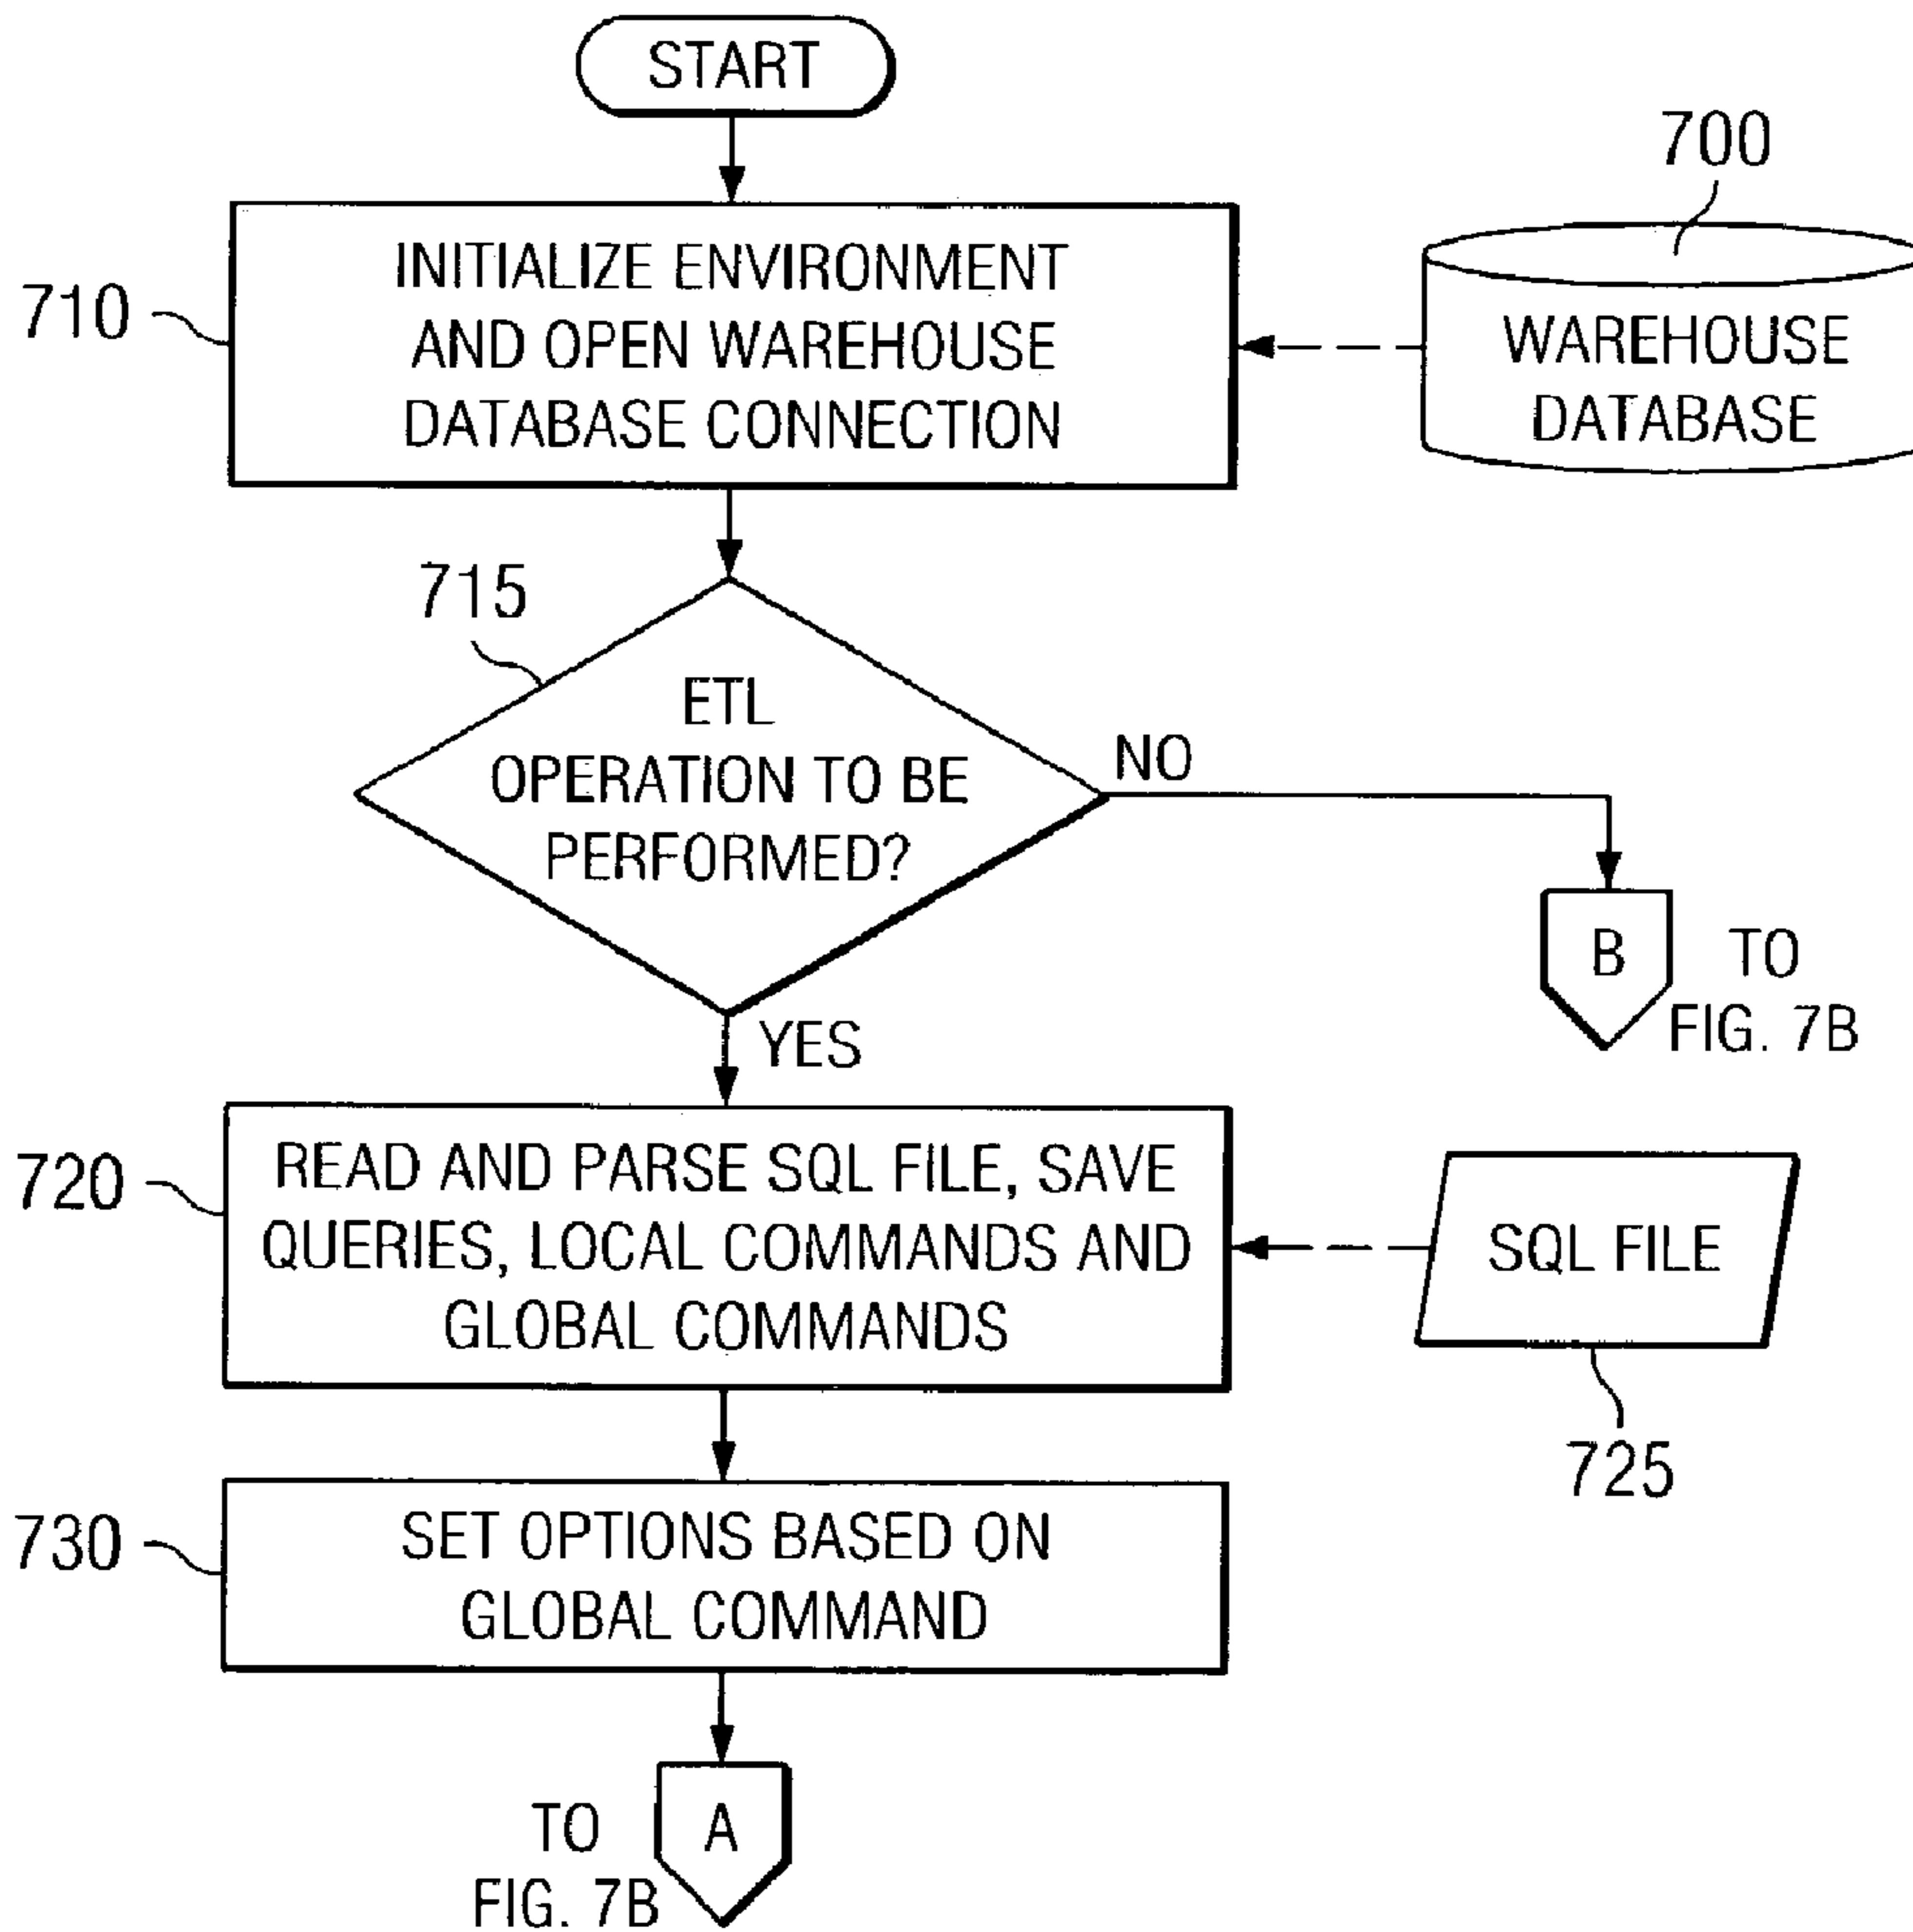 START
700
710
INITIALIZE ENVIRONMENT
AND OPEN WAREHOUSE
DATABASE CONNECTION
WAREHOUSE
DATABASE
715
ETL
OPERATION TO BE
PERFORMED?
NO
B
TO
FIG. 7B
YES
720
READ AND PARSE SQL FILE, SAVE
QUERIES, LOCAL COMMANDS AND
GLOBAL COMMANDS
SQL FILE
725
730
SET OPTIONS BASED ON
GLOBAL COMMAND
TO
FIG. 7B
A